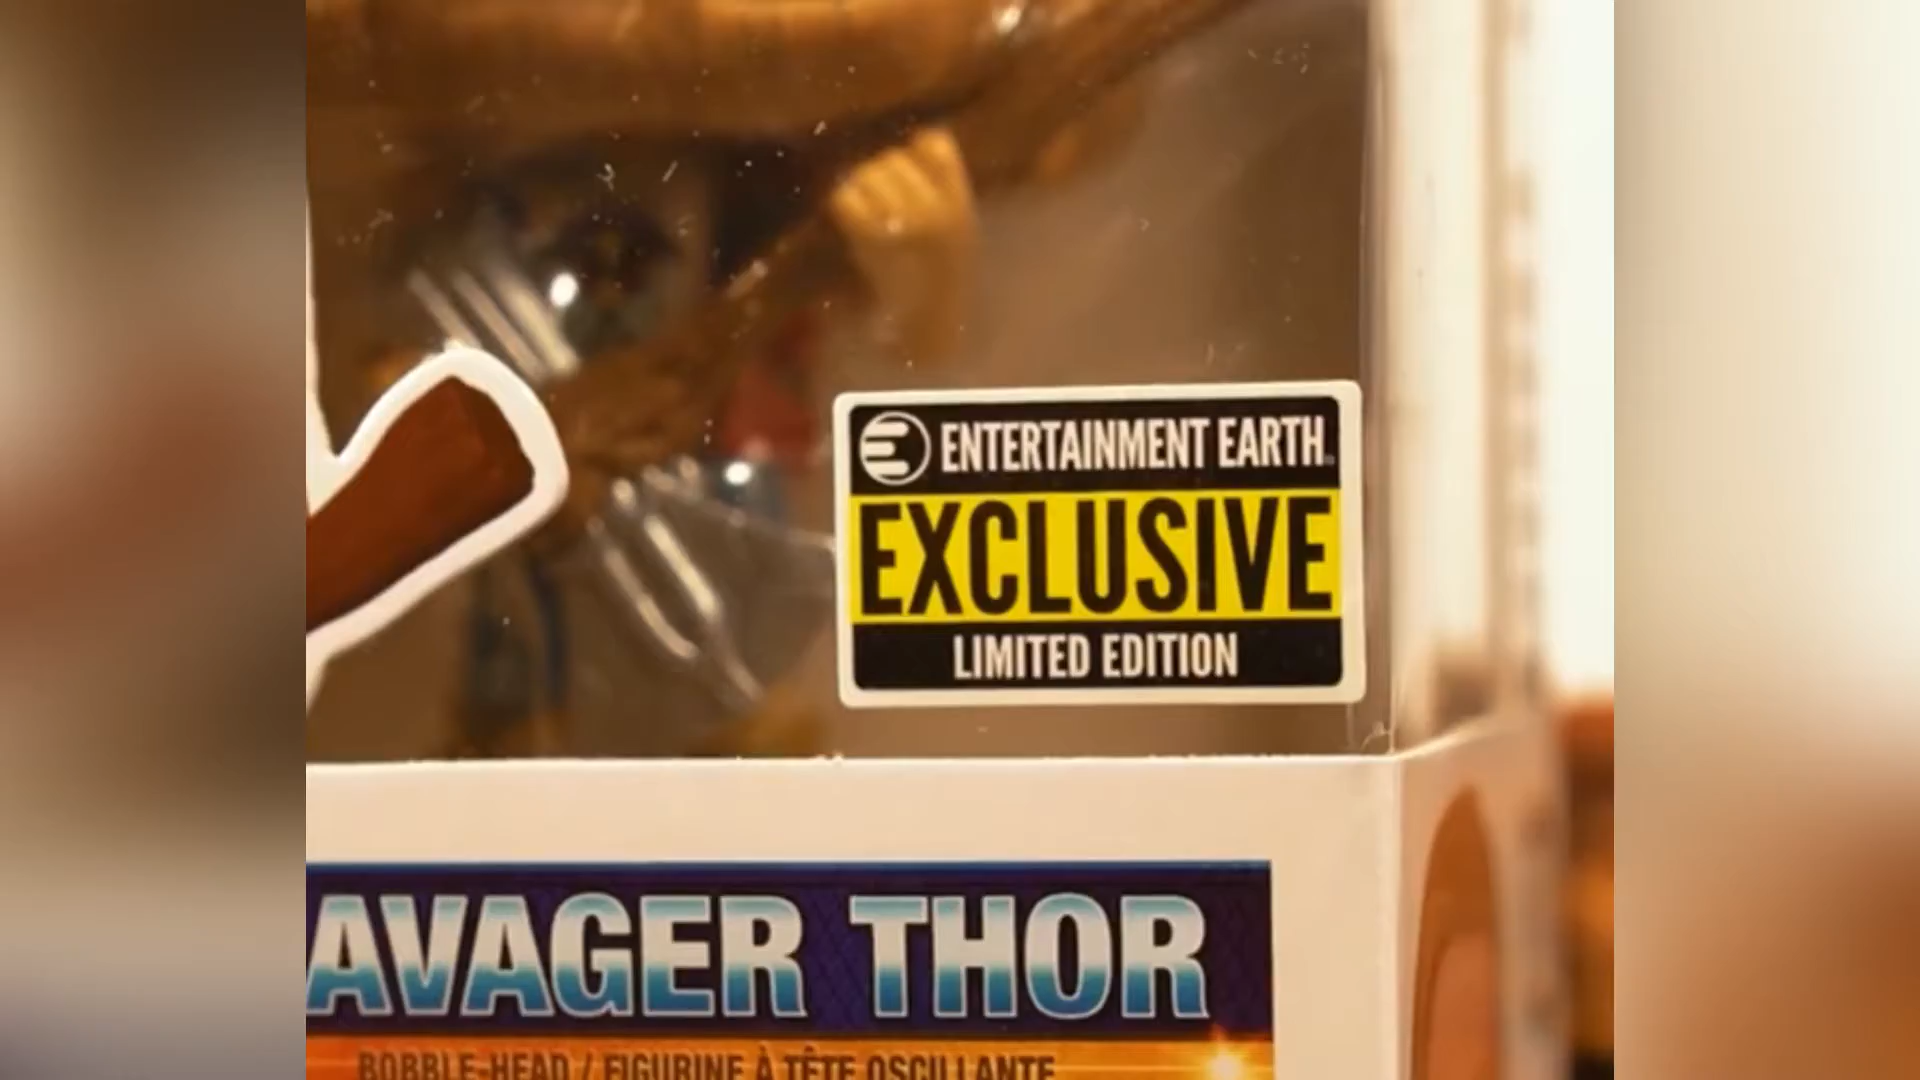 ENTERTAINMENT EARTH
EXCLUSIVE
LIMITED EDITION
AVAGER THOR
BOBBLE-HEAD / FIGURINE À TÊTE OSCILLANTE